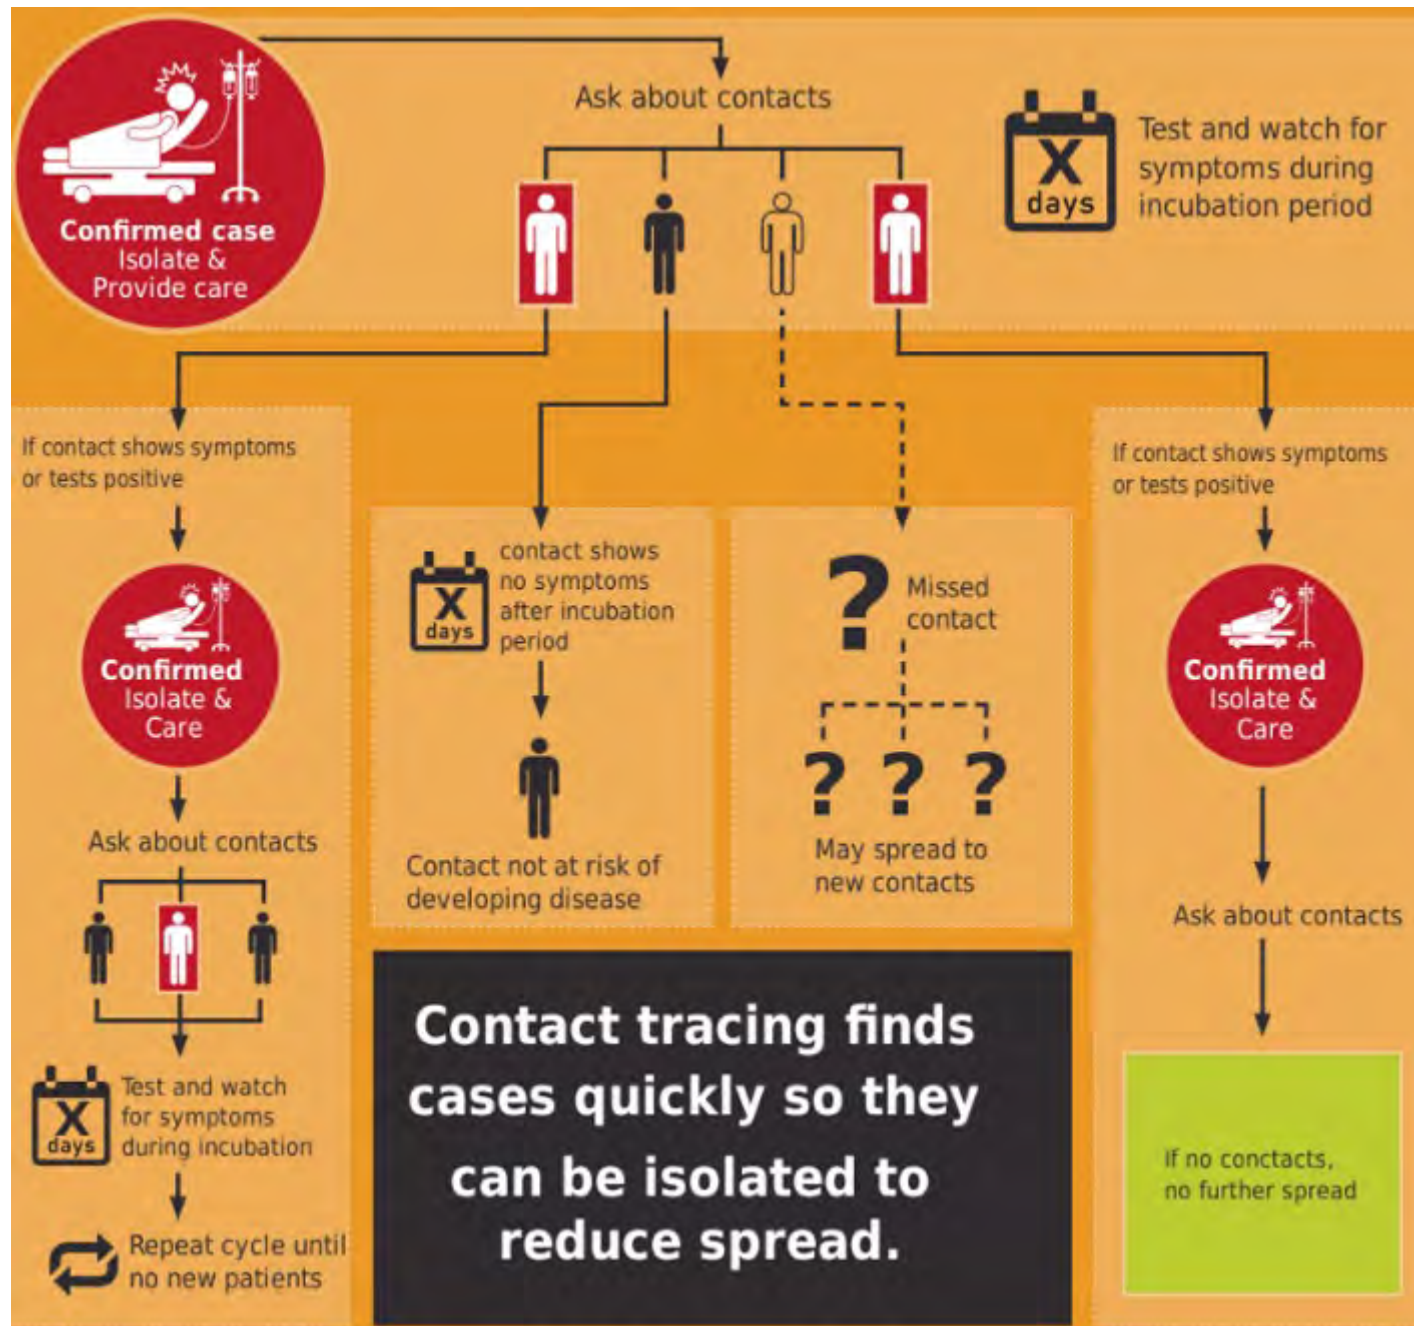 Confirmed case
Isolate &
Provide care
Ask about contacts
X
days
Test and watch for
symptoms during
incubation period
If contact shows symptoms
or tests positive
Confirmed
Isolate &
Care
Ask about contacts
X
days
Test and watch
for symptoms
during incubation
Repeat cycle until
no new patients
X
days
contact shows
no symptoms
after incubation
period
Contact not at risk of
developing disease
?
Missed
contact
? ? ?
May spread to
new contacts
If contact shows symptoms
or tests positive
Confirmed
Isolate &
Care
Ask about contacts
If no conctacts,
no further spread
Contact tracing finds
cases quickly so they
can be isolated to
reduce spread.